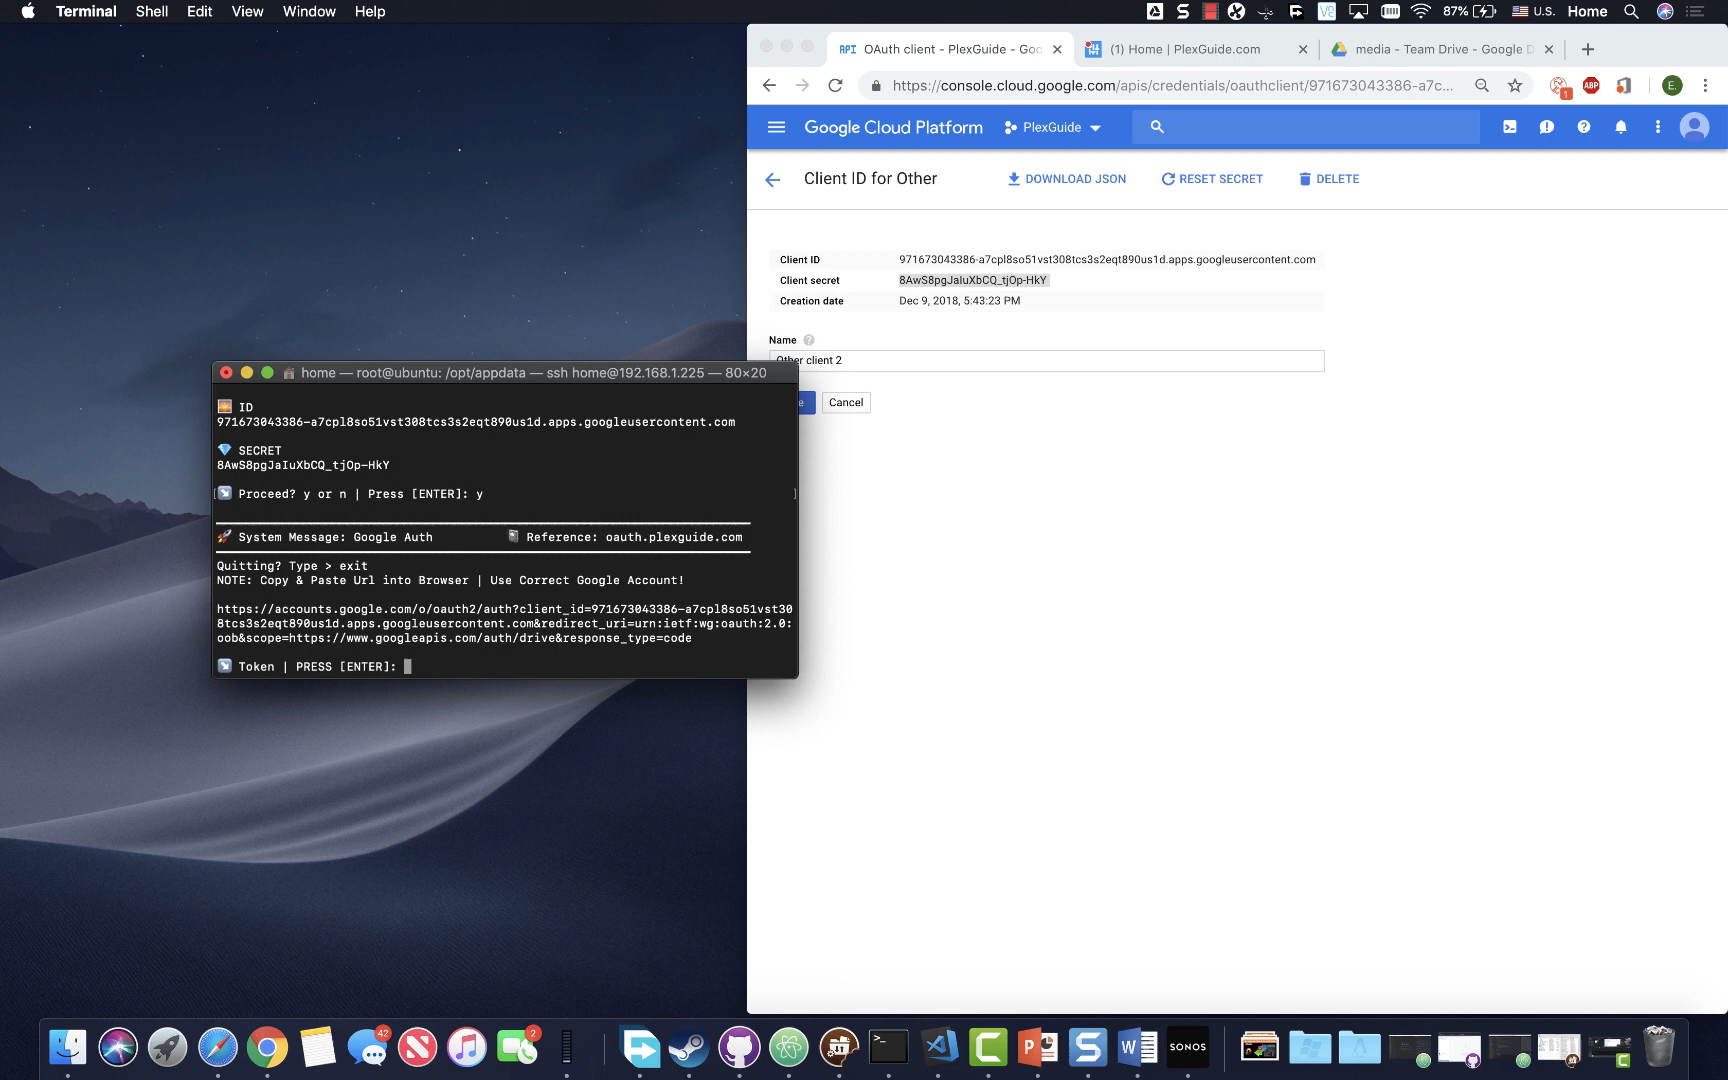 Terminal Shell Edit View Window Help
87% U.S. Home
API OAuth client - PlexGuide - Goo
(1) Home | PlexGuide.com
media - Team Drive - Google D
https://console.cloud.google.com/apis/credentials/oauthclient/971673043386-a7c...
1
ABP
E.
Google Cloud Platform
PlexGuide
Client ID for Other
DOWNLOAD JSON
RESET SECRET
DELETE
Client ID 971673043386-a7cpl8so51vst308tcs3s2eqt890us1d.apps.googleusercontent.com
Client secret 8AwS8pgJaIuXbCQ_tjOp-HkY
Creation date Dec 9, 2018, 5:43:23 PM
Name
Other client 2
e
Cancel
home — root@ubuntu: /opt/appdata — ssh home@192.168.1.225 — 80×20
ID
971673043386-a7cpl8so51vst308tcs3s2eqt890us1d.apps.googleusercontent.com
SECRET
8AwS8pgJaIuXbCQ_tjOp-HkY
[ Proceed? y or n | Press [ENTER]: y ]
System Message: Google Auth Reference: oauth.plexguide.com
Quitting? Type > exit
NOTE: Copy & Paste Url into Browser | Use Correct Google Account!
https://accounts.google.com/o/oauth2/auth?client_id=971673043386-a7cpl8so51vst30
8tcs3s2eqt890us1d.apps.googleusercontent.com&redirect_uri=urn:ietf:wg:oauth:2.0:
oob&scope=https://www.googleapis.com/auth/drive&response_type=code
Token | PRESS [ENTER]:
42
2
>_
P
S
W
SONOS